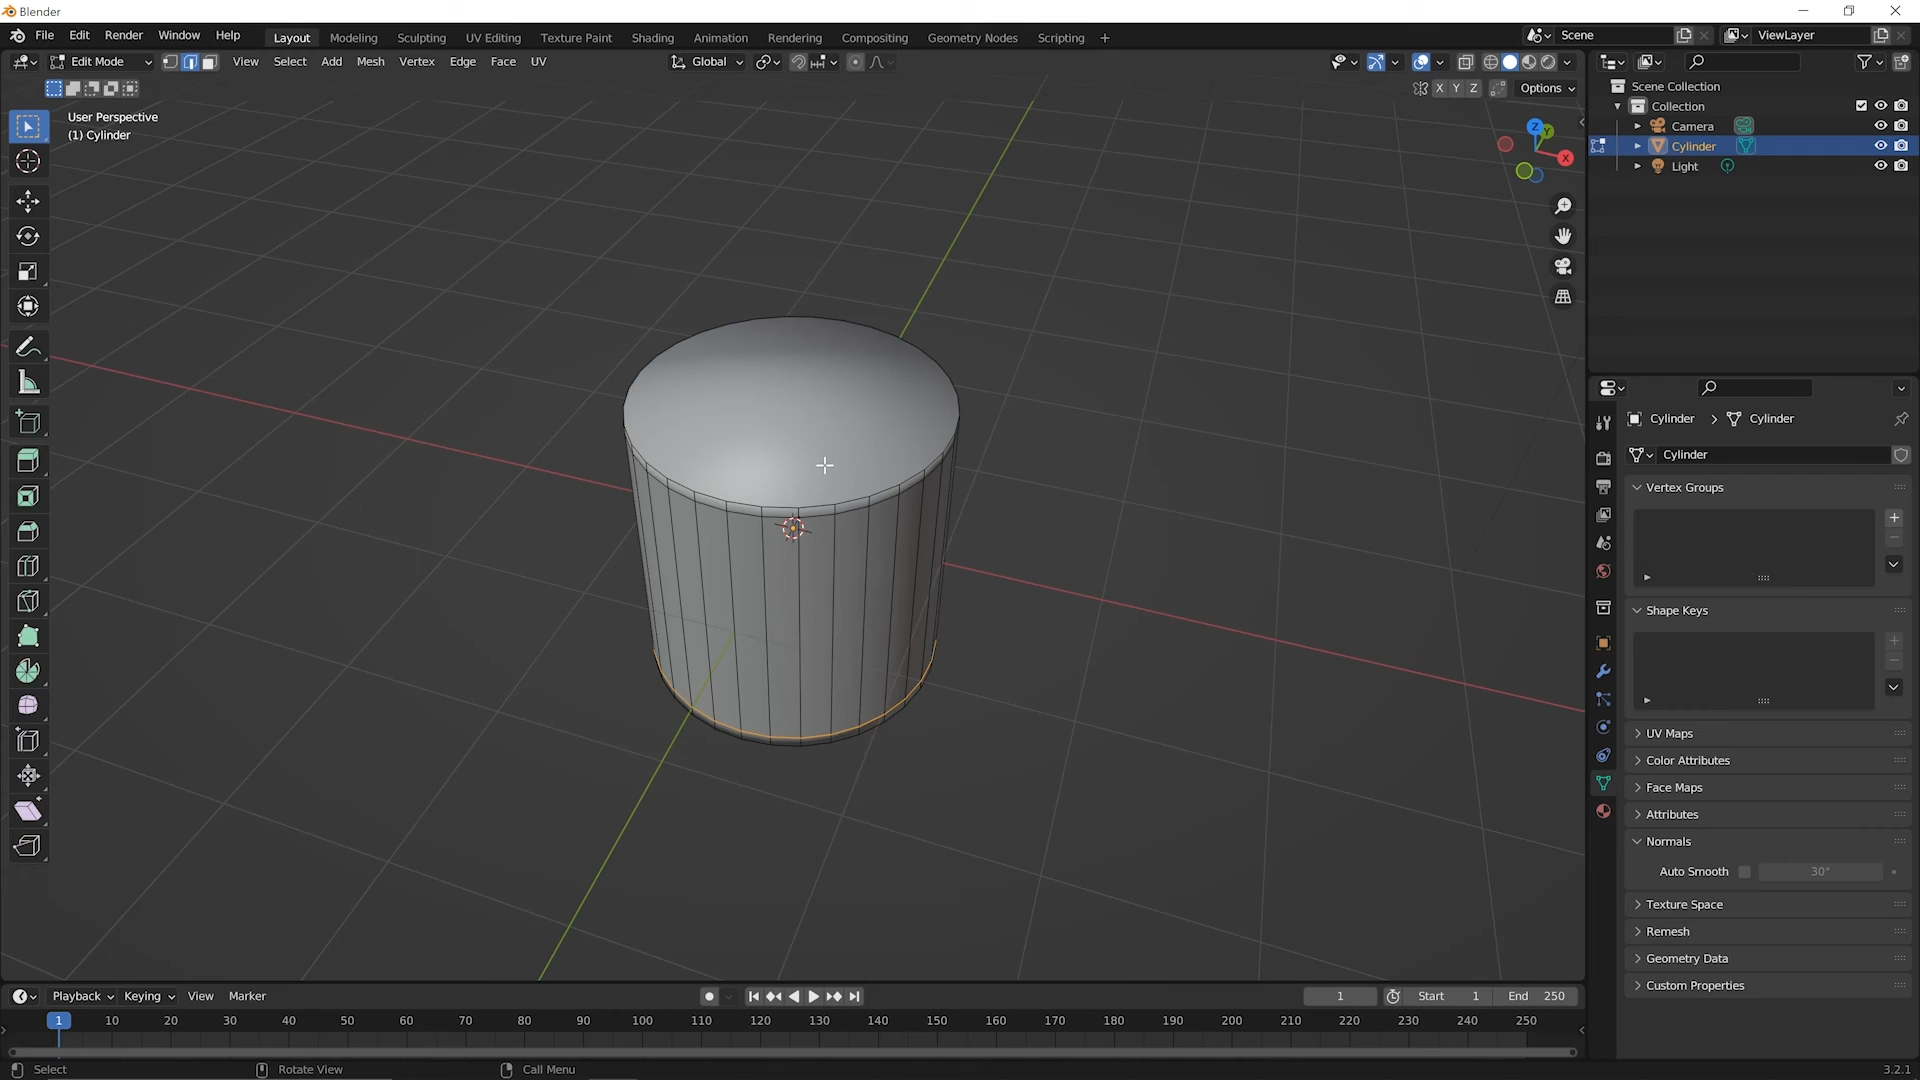 Blender
File Edit Render Window Help Layout Modeling Sculpting UV Editing Texture Paint Shading Animation Rendering Compositing Geometry Nodes Scripting + Scene ViewLayer
Edit Mode View Select Add Mesh Vertex Edge Face UV Global
X Y Z Options
User Perspective
(1) Cylinder
Z Y X
Scene Collection
Collection
Camera
Cylinder
Light
Cylinder > Cylinder
Cylinder
Vertex Groups
Shape Keys
UV Maps
Color Attributes
Face Maps
Attributes
Normals
Auto Smooth 30°
Texture Space
Remesh
Geometry Data
Custom Properties
Playback Keying View Marker 1 Start 1 End 250
1 10 20 30 40 50 60 70 80 90 100 110 120 130 140 150 160 170 180 190 200 210 220 230 240 250
Select Rotate View Call Menu 3.2.1